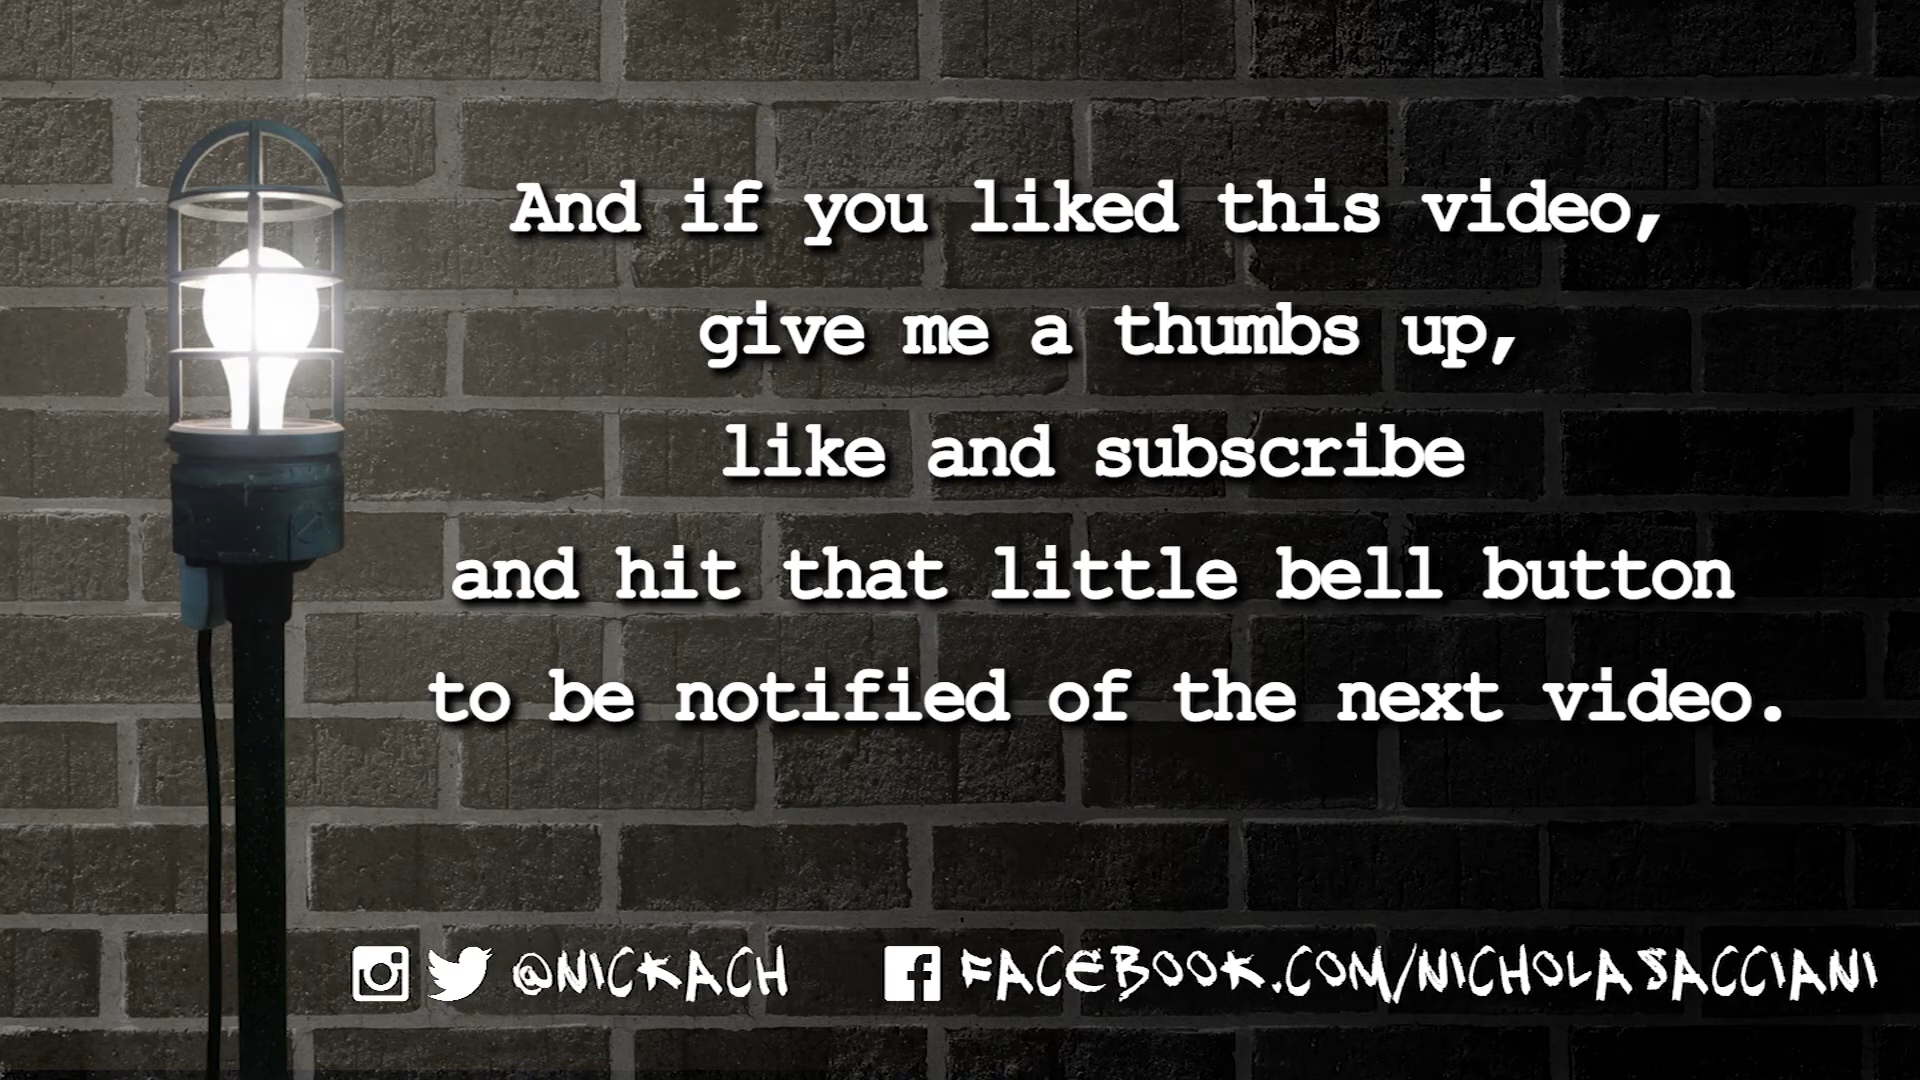 And if you liked this video,
give me a thumbs up,
like and subscribe
and hit that little bell button
to be notified of the next video.
@NICKACH FACEBOOK.COM/NICHOLASACCIANI